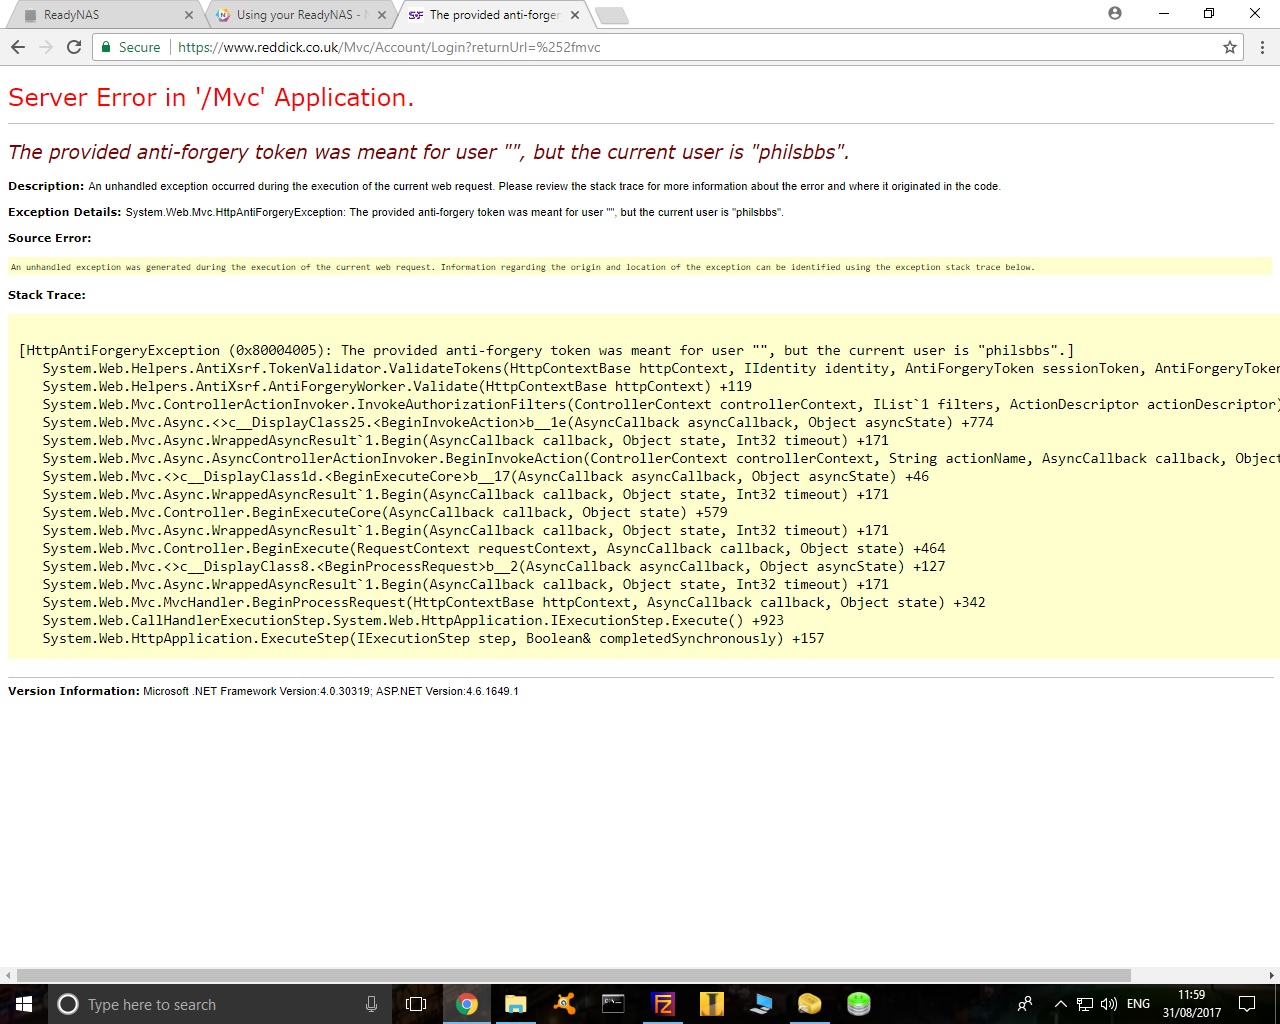 ReadyNAS
Using your ReadyNAS - N
The provided anti-forger
Secure
https://www.reddick.co.uk/Mvc/Account/Login?returnUrl=%252fmvc
Server Error in '/Mvc' Application.
The provided anti-forgery token was meant for user "", but the current user is "philsbbs".
Description: An unhandled exception occurred during the execution of the current web request. Please review the stack trace for more information about the error and where it originated in the code.
Exception Details: System.Web.Mvc.HttpAntiForgeryException: The provided anti-forgery token was meant for user "", but the current user is "philsbbs".
Source Error:
An unhandled exception was generated during the execution of the current web request. Information regarding the origin and location of the exception can be identified using the exception stack trace below.
Stack Trace:
[HttpAntiForgeryException (0x80004005): The provided anti-forgery token was meant for user "", but the current user is "philsbbs".]
System.Web.Helpers.AntiXsrf.TokenValidator.ValidateTokens(HttpContextBase httpContext, IIdentity identity, AntiForgeryToken sessionToken, AntiForgeryToken
System.Web.Helpers.AntiXsrf.AntiForgeryWorker.Validate(HttpContextBase httpContext) +119
System.Web.Mvc.ControllerActionInvoker.InvokeAuthorizationFilters(ControllerContext controllerContext, IList`1 filters, ActionDescriptor actionDescriptor)
System.Web.Mvc.Async.<>c__DisplayClass25.<BeginInvokeAction>b__1e(AsyncCallback asyncCallback, Object asyncState) +774
System.Web.Mvc.Async.WrappedAsyncResult`1.Begin(AsyncCallback callback, Object state, Int32 timeout) +171
System.Web.Mvc.Async.AsyncControllerActionInvoker.BeginInvokeAction(ControllerContext controllerContext, String actionName, AsyncCallback callback, Object
System.Web.Mvc.<>c__DisplayClass1d.<BeginExecuteCore>b__17(AsyncCallback asyncCallback, Object asyncState) +46
System.Web.Mvc.Async.WrappedAsyncResult`1.Begin(AsyncCallback callback, Object state, Int32 timeout) +171
System.Web.Mvc.Controller.BeginExecuteCore(AsyncCallback callback, Object state) +579
System.Web.Mvc.Async.WrappedAsyncResult`1.Begin(AsyncCallback callback, Object state, Int32 timeout) +171
System.Web.Mvc.Controller.BeginExecute(RequestContext requestContext, AsyncCallback callback, Object state) +464
System.Web.Mvc.<>c__DisplayClass8.<BeginProcessRequest>b__2(AsyncCallback asyncCallback, Object asyncState) +127
System.Web.Mvc.Async.WrappedAsyncResult`1.Begin(AsyncCallback callback, Object state, Int32 timeout) +171
System.Web.Mvc.MvcHandler.BeginProcessRequest(HttpContextBase httpContext, AsyncCallback callback, Object state) +342
System.Web.CallHandlerExecutionStep.System.Web.HttpApplication.IExecutionStep.Execute() +923
System.Web.HttpApplication.ExecuteStep(IExecutionStep step, Boolean& completedSynchronously) +157
Version Information: Microsoft .NET Framework Version:4.0.30319; ASP.NET Version:4.6.1649.1
Type here to search
ENG
11:59
31/08/2017